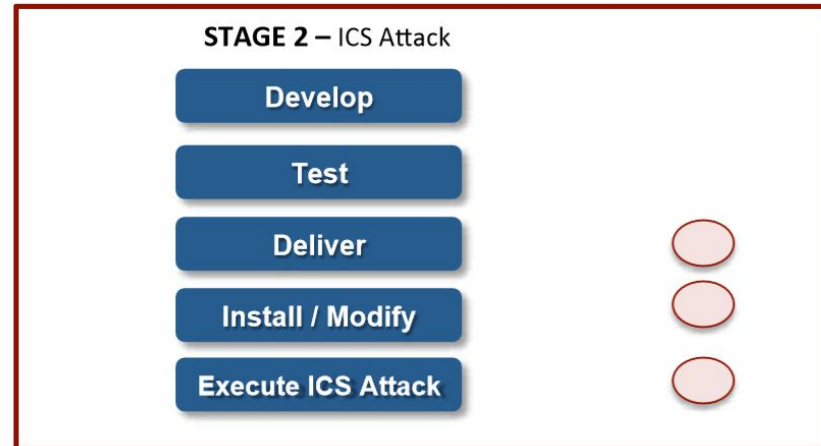 STAGE 2 – ICS Attack
Develop
Test
Deliver
Install / Modify
Execute ICS Attack